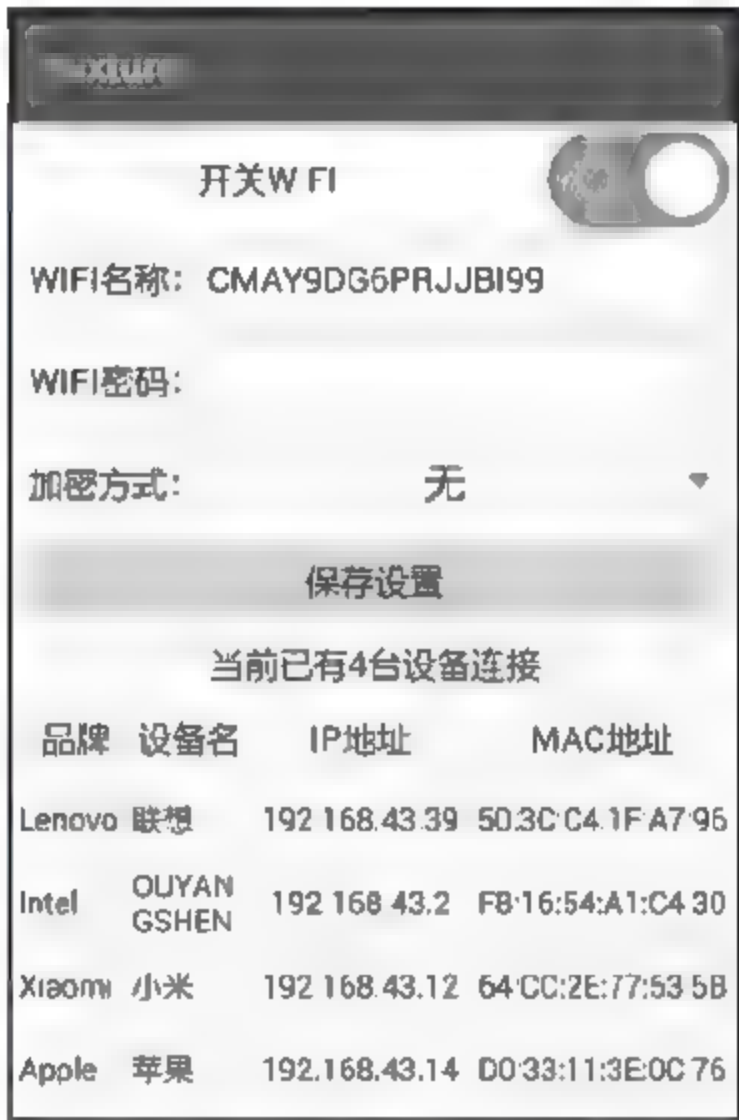 开关W FI
WIFI名称： CMAY9DG6PRJJBI99
WIFI密码：
加密方式： 无
保存设置
当前已有4台设备连接
品牌 设备名 IP地址 MAC地址
Lenovo 联想 192 168.43.39 5D.3C C4.1F A7 96
Intel OUYAN
GSHEN 192 168 43.2 F8 16:54:A1:C4 30
Xiaomi 小米 192 168.43.12 64 CC:2E:77:53 5B
Apple 苹果 192.168.43.14 D0 33:11:3E:0C 76